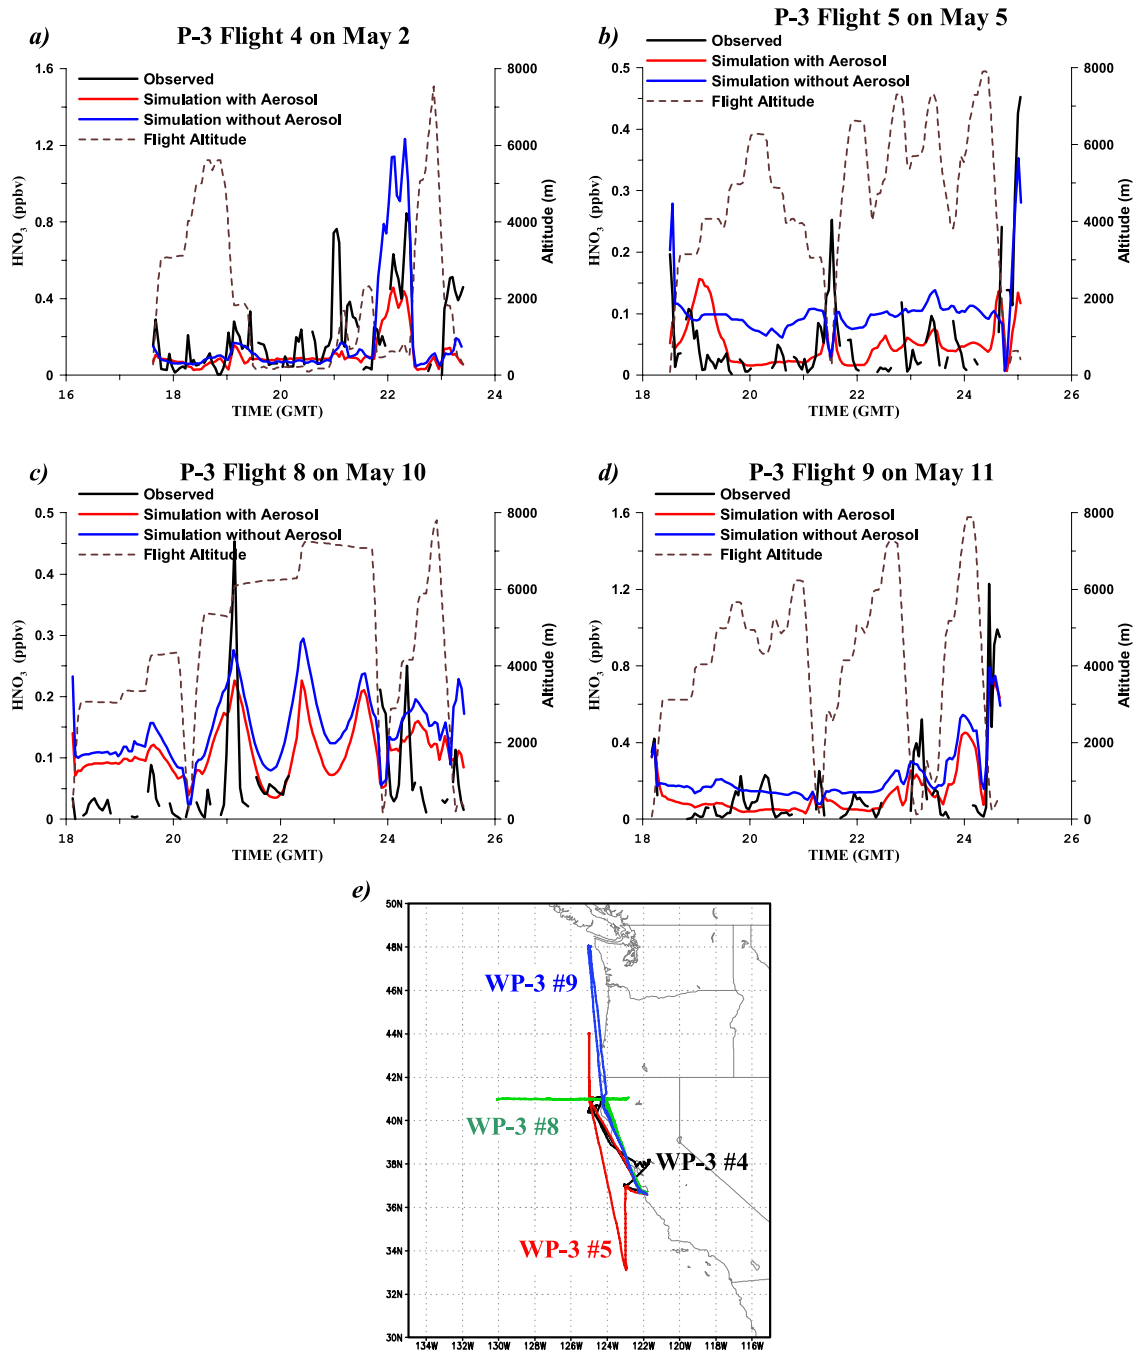 a)
P-3 Flight 4 on May 2
Observed
Simulation with Aerosol
Simulation without Aerosol
Flight Altitude
1.6
1.2
0.8
0.4
0
HNO3 (ppbv)
8000
6000
4000
2000
0
Altitude (m)
16 18 20 22 24
TIME (GMT)
b)
P-3 Flight 5 on May 5
Observed
Simulation with Aerosol
Simulation without Aerosol
Flight Altitude
0.5
0.4
0.3
0.2
0.1
0
HNO3 (ppbv)
8000
6000
4000
2000
0
Altitude (m)
18 20 22 24 26
TIME (GMT)
c)
P-3 Flight 8 on May 10
Observed
Simulation with Aerosol
Simulation without Aerosol
Flight Altitude
0.5
0.4
0.3
0.2
0.1
0
HNO3 (ppbv)
8000
6000
4000
2000
0
Altitude (m)
18 20 22 24 26
TIME (GMT)
d)
P-3 Flight 9 on May 11
Observed
Simulation with Aerosol
Simulation without Aerosol
Flight Altitude
1.6
1.2
0.8
0.4
0
HNO3 (ppbv)
8000
6000
4000
2000
0
Altitude (m)
18 20 22 24 26
TIME (GMT)
e)
50N
48N
46N
44N
42N
40N
38N
36N
34N
32N
30N
WP-3 #9
WP-3 #8
WP-3 #4
WP-3 #5
134W 132W 130W 128W 126W 124W 122W 120W 118W 116W